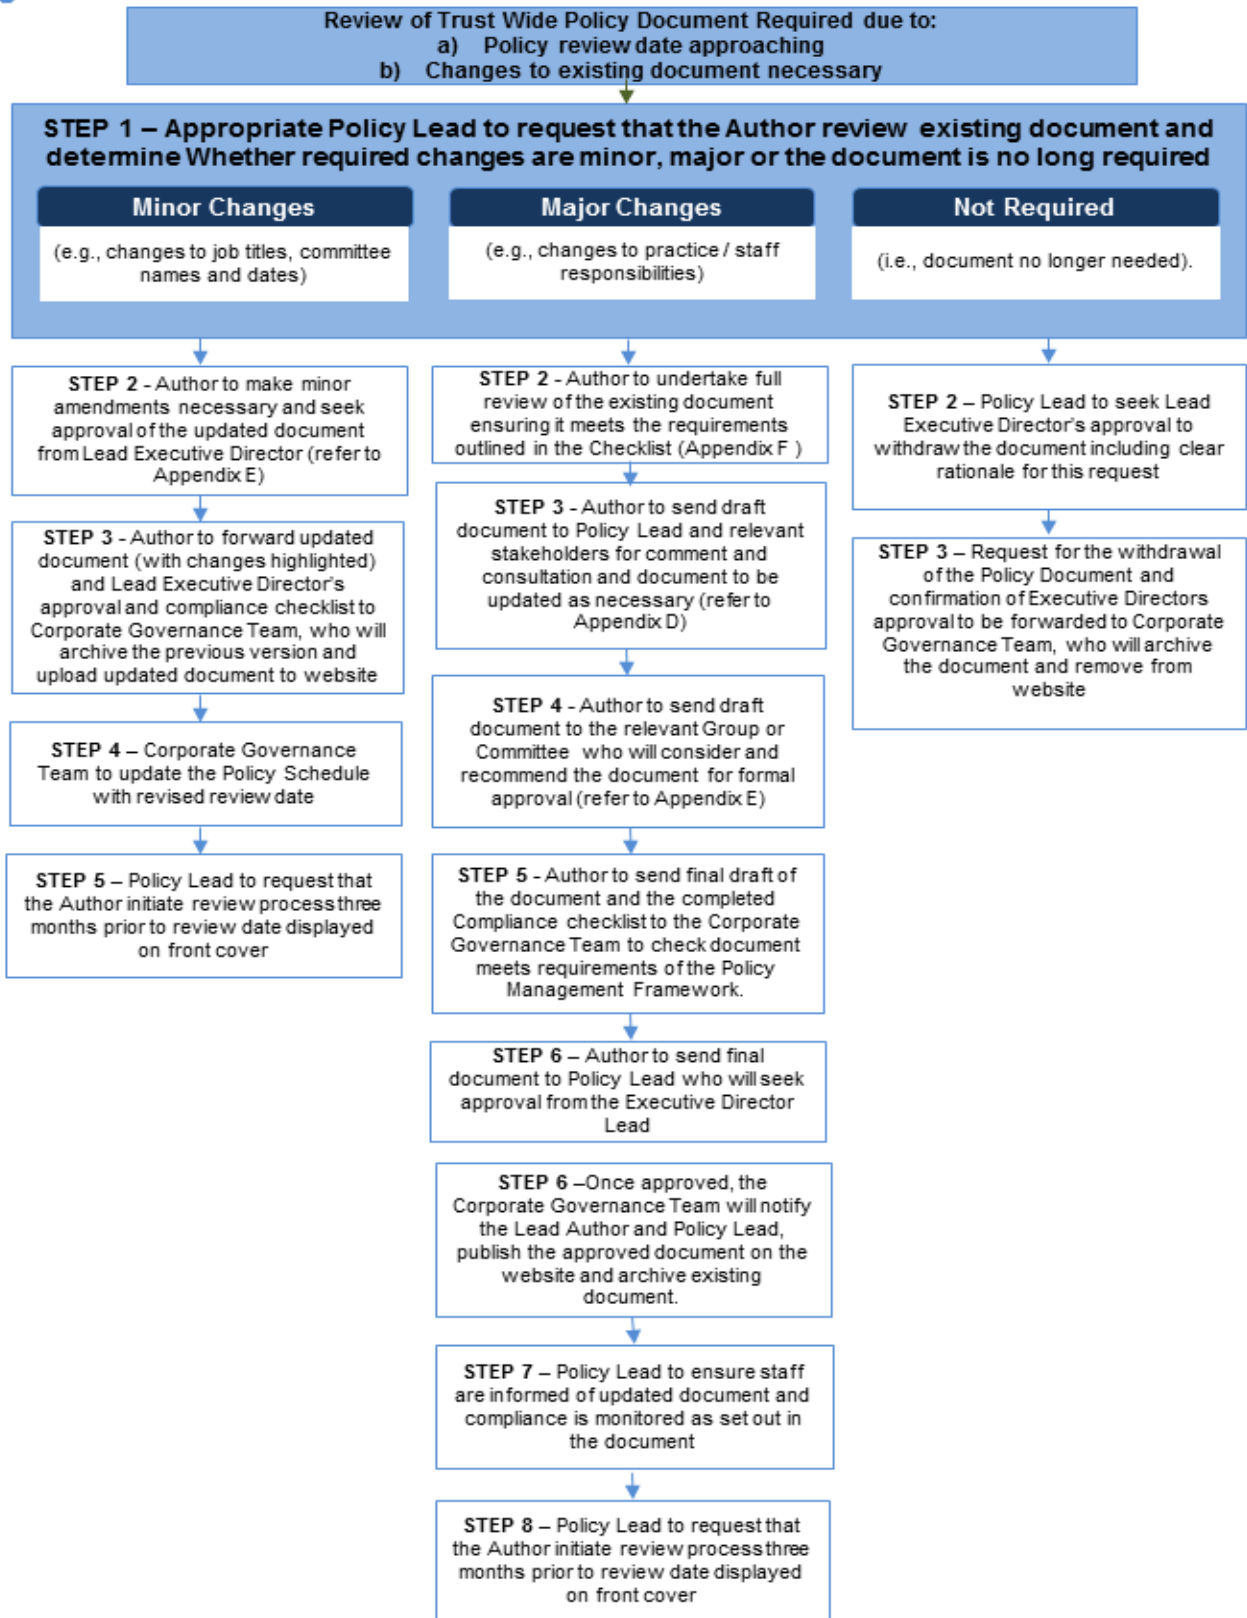 Review of Trust Wide Policy Document Required due to:
a) Policy review date approaching
b) Changes to existing document necessary
STEP 1 – Appropriate Policy Lead to request that the Author review existing document and
determine Whether required changes are minor, major or the document is no long required
Minor Changes
(e.g., changes to job titles, committee
names and dates)
Major Changes
(e.g., changes to practice / staff
responsibilities)
Not Required
(i.e., document no longer needed).
STEP 2 - Author to make minor
amendments necessary and seek
approval of the updated document
from Lead Executive Director (refer to
Appendix E)
STEP 3 - Author to forward updated
document (with changes highlighted)
and Lead Executive Director's
approval and compliance checklist to
Corporate Governance Team, who will
archive the previous version and
upload updated document to website
STEP 4 – Corporate Governance
Team to update the Policy Schedule
with revised review date
STEP 5 – Policy Lead to request that
the Author initiate review process three
months prior to review date displayed
on front cover
STEP 2 - Author to undertake full
review of the existing document
ensuring it meets the requirements
outlined in the Checklist (Appendix F )
STEP 3 - Author to send draft
document to Policy Lead and relevant
stakeholders for comment and
consultation and document to be
updated as necessary (refer to
Appendix D)
STEP 4 - Author to send draft
document to the relevant Group or
Committee who will consider and
recommend the document for formal
approval (refer to Appendix E)
STEP 5 - Author to send final draft of
the document and the completed
Compliance checklist to the Corporate
Governance Team to check document
meets requirements of the Policy
Management Framework.
STEP 6 – Author to send final
document to Policy Lead who will seek
approval from the Executive Director
Lead
STEP 6 –Once approved, the
Corporate Governance Team will notify
the Lead Author and Policy Lead,
publish the approved document on the
website and archive existing
document.
STEP 7 – Policy Lead to ensure staff
are informed of updated document and
compliance is monitored as set out in
the document
STEP 8 – Policy Lead to request that
the Author initiate review process three
months prior to review date displayed
on front cover
STEP 2 – Policy Lead to seek Lead
Executive Director's approval to
withdraw the document including clear
rationale for this request
STEP 3 – Request for the withdrawal
of the Policy Document and
confirmation of Executive Directors
approval to be forwarded to Corporate
Governance Team, who will archive
the document and remove from
website